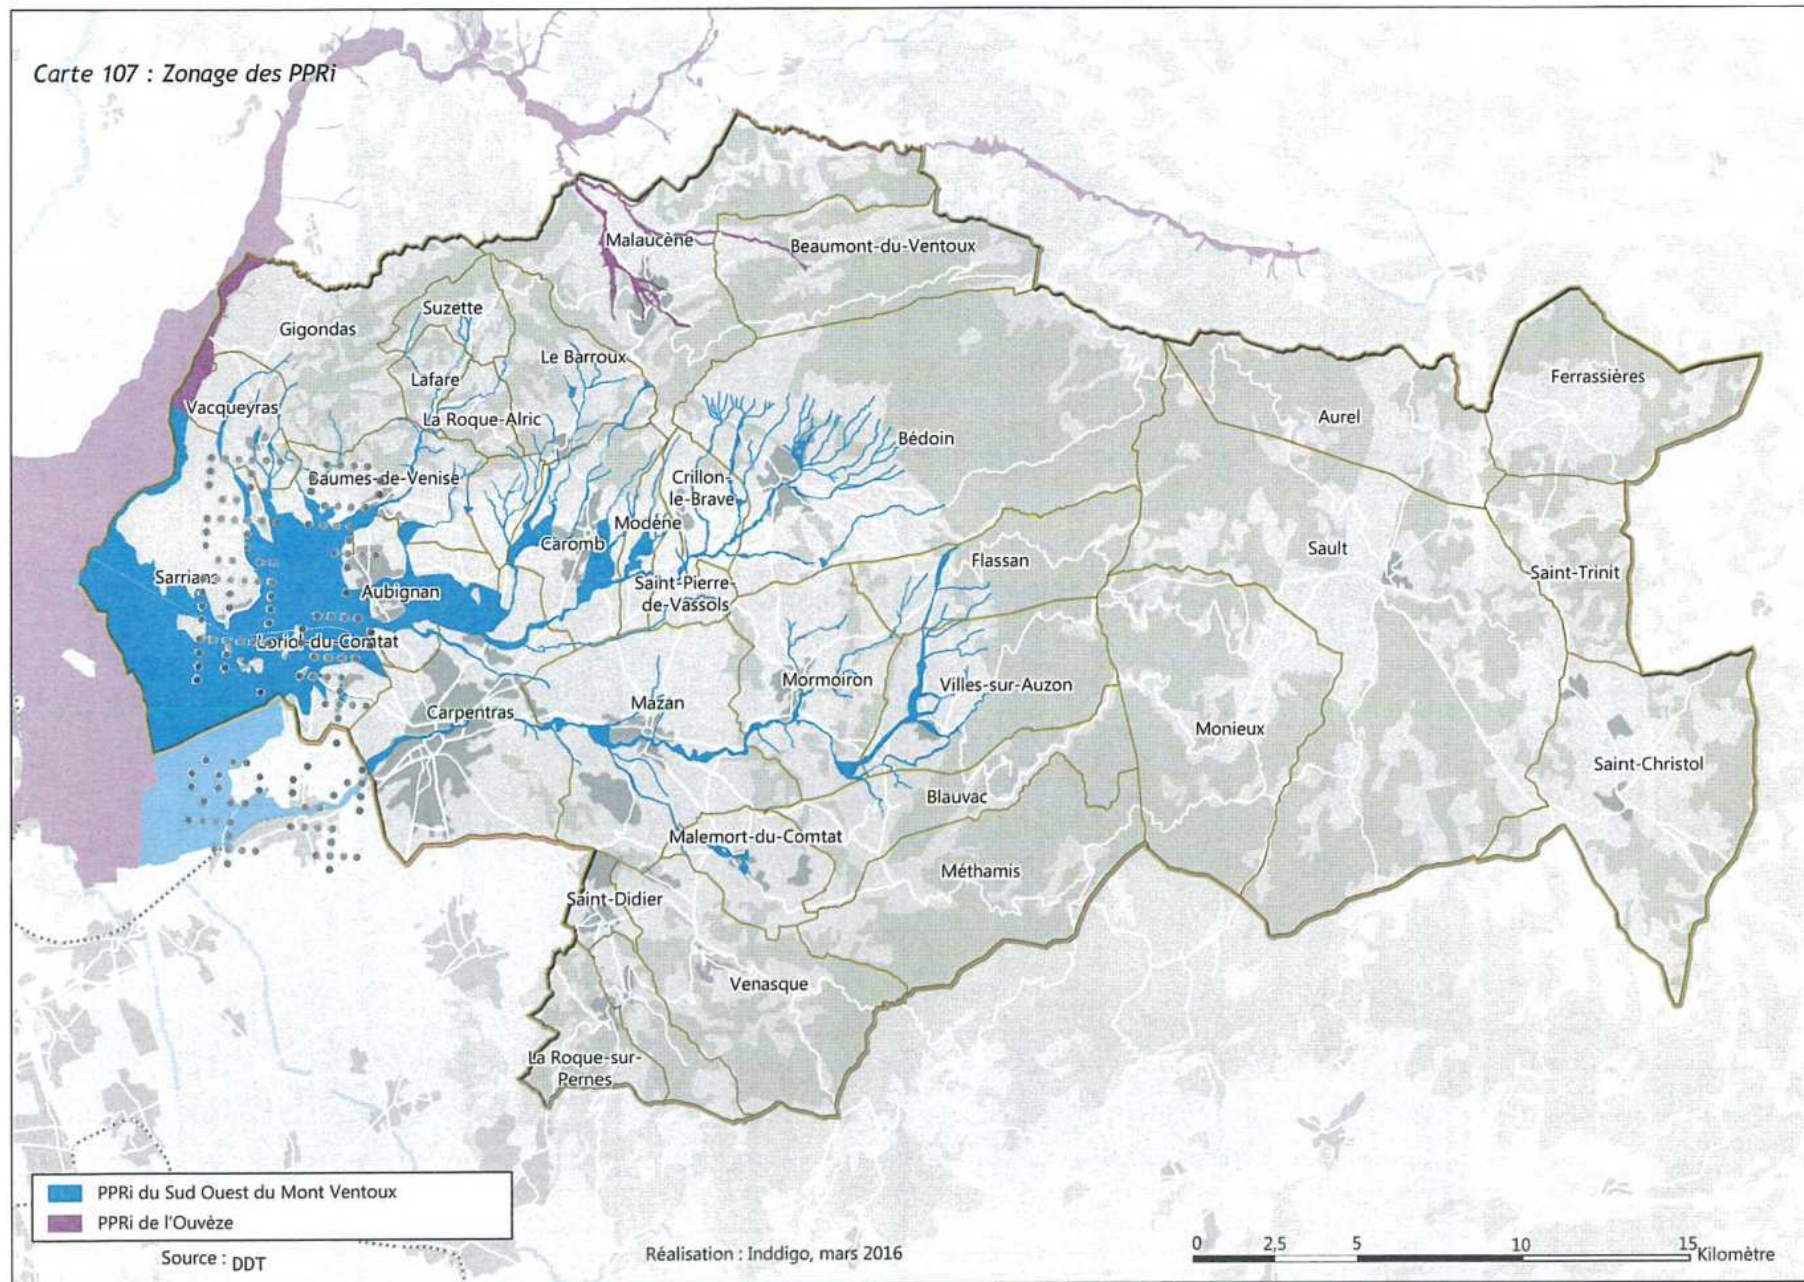 Carte 107 : Zonage des PPRi
Malaucène
Beaumont-du-Ventoux
Suzette
Gigondas
Le Barroux
Lafare
Ferrassières
Vacqueyras
La Roque-Alric
Aurel
Bédoin
Baumes-de-Venise
Crillon-
le-Brave
Modène
Caromb
Sault
Flassan
Sarrians
Aubignan
Saint-Pierre-
de-Vassols
Saint-Trinit
Loriol-du-Comtat
Mormoiron
Villes-sur-Auzon
Mazan
Carpentras
Monieux
Saint-Christol
Blauvac
Malemort-du-Comtat
Méthamis
Saint-Didier
Venasque
La Roque-sur-
Pernes
PPRi du Sud Ouest du Mont Ventoux
PPRi de l'Ouvèze
Source : DDT
Réalisation : Inddigo, mars 2016
0 2,5 5 10 15 Kilomètre